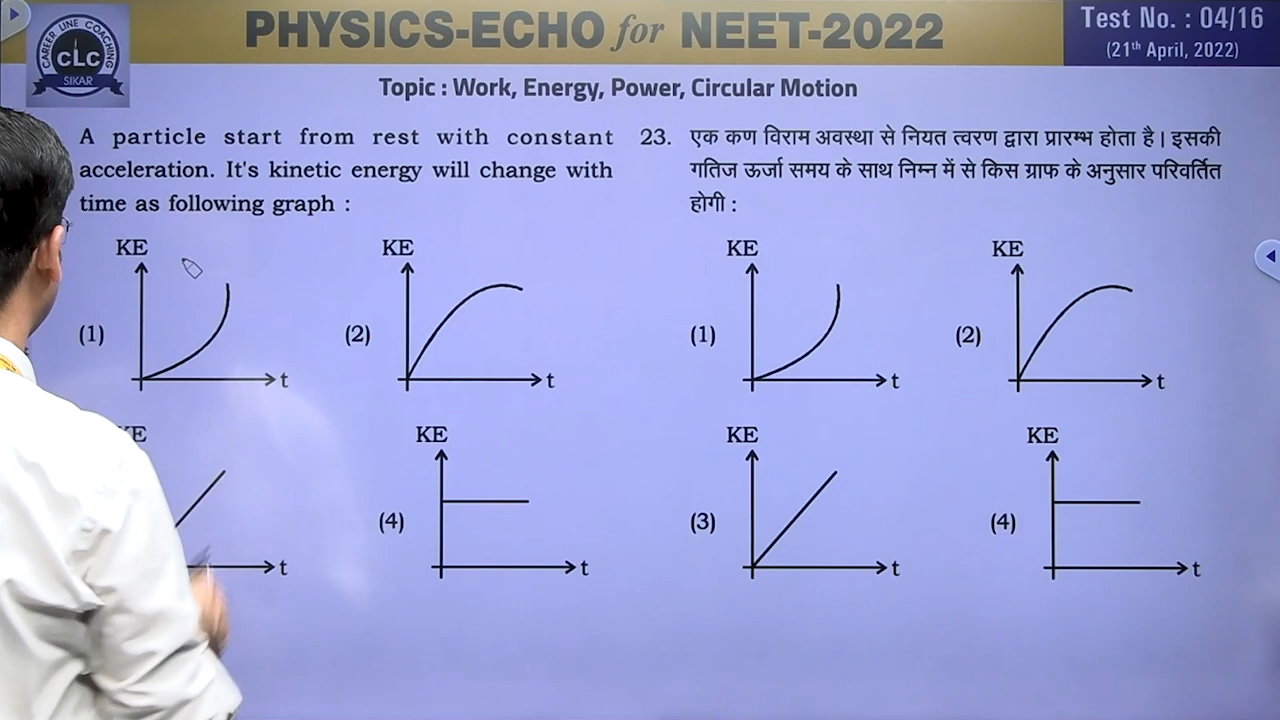 PHYSICS-ECHO for NEET-2022
Test No. : 04/16
(21th April, 2022)
CAREER LINE COACHING
CLC
SIKAR
Topic : Work, Energy, Power, Circular Motion
A particle start from rest with constant
acceleration. It's kinetic energy will change with
time as following graph :
KE
(1)
t
KE
(2)
t
KE
t
KE
(4)
t
23. एक कण विराम अवस्था से नियत त्वरण द्वारा प्रारम्भ होता है। इसकी
गतिज ऊर्जा समय के साथ निम्न में से किस ग्राफ के अनुसार परिवर्तित
होगी :
KE
(1)
t
KE
(2)
t
KE
(3)
t
KE
(4)
t